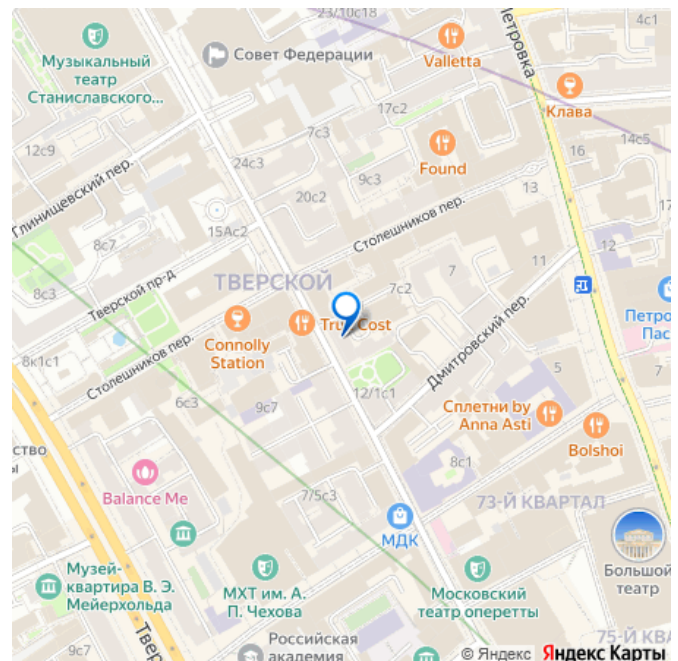 23/10с18
4с1
Музыкальный
театр
Станиславского...
Совет Федерации
Valletta
Петровка
Клава
17с2
7с3
12с9
24с3
Found
9с3
16
14с5
Глинищевский пер.
20с2
13
15Ас2
Столешников пер.
8с7
12
11
7
ТВЕРСКОЙ
7с2
8с3
Тверской пр-д
Connolly
Station
Tru Cost
Петро
Пас
Дмитровский пер.
8к1с1
Столешников пер.
5
7
12/1с1
6с3
9с7
Сплетни by
Anna Asti
Bolshoi
ство
ы
8с1
Balance Me
7/5с3
73-Й КВАРТАЛ
МДК
Большой
театр
Музей-
квартира В. Э.
Мейерхольда
МХТ им. А.
П. Чехова
Московский
театр оперетты
75-Й КВА
Твер
Российская
академия
© Яндекс Яндекс Карты